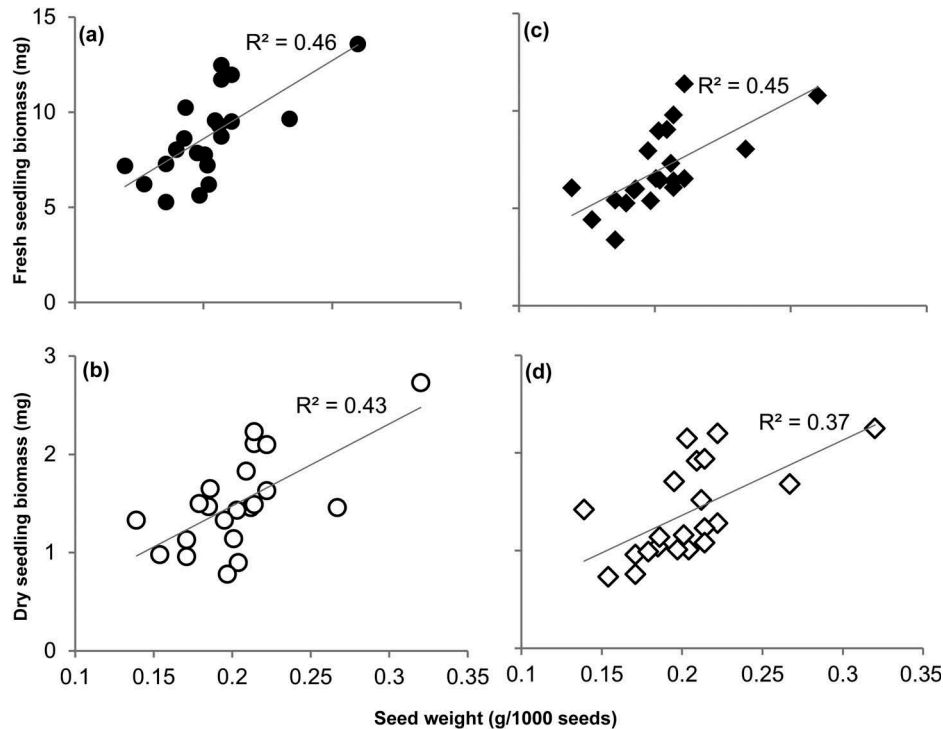 15
10
5
0
Fresh seedling biomass (mg)
(a)
R² = 0.46
(c)
R² = 0.45
3
2
1
0
Dry seedling biomass (mg)
(b)
R² = 0.43
(d)
R² = 0.37
0.1 0.15 0.2 0.25 0.3 0.35
0.1 0.15 0.2 0.25 0.3 0.35
Seed weight (g/1000 seeds)